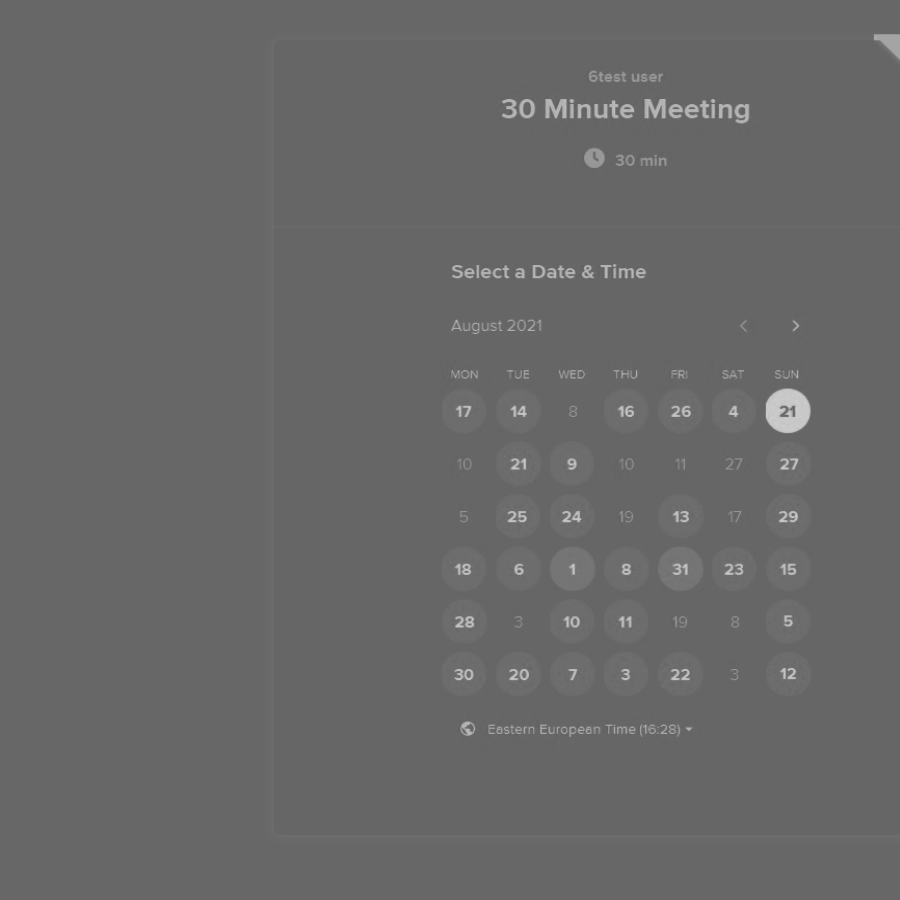 6test user
30 Minute Meeting
30 min
Select a Date & Time
August 2021
MON TUE WED THU FRI SAT SUN
17 14 8 16 26 4 21
10 21 9 10 11 27 27
5 25 24 19 13 17 29
18 6 1 8 31 23 15
28 3 10 11 19 8 5
30 20 7 3 22 3 12
Eastern European Time (16:28)